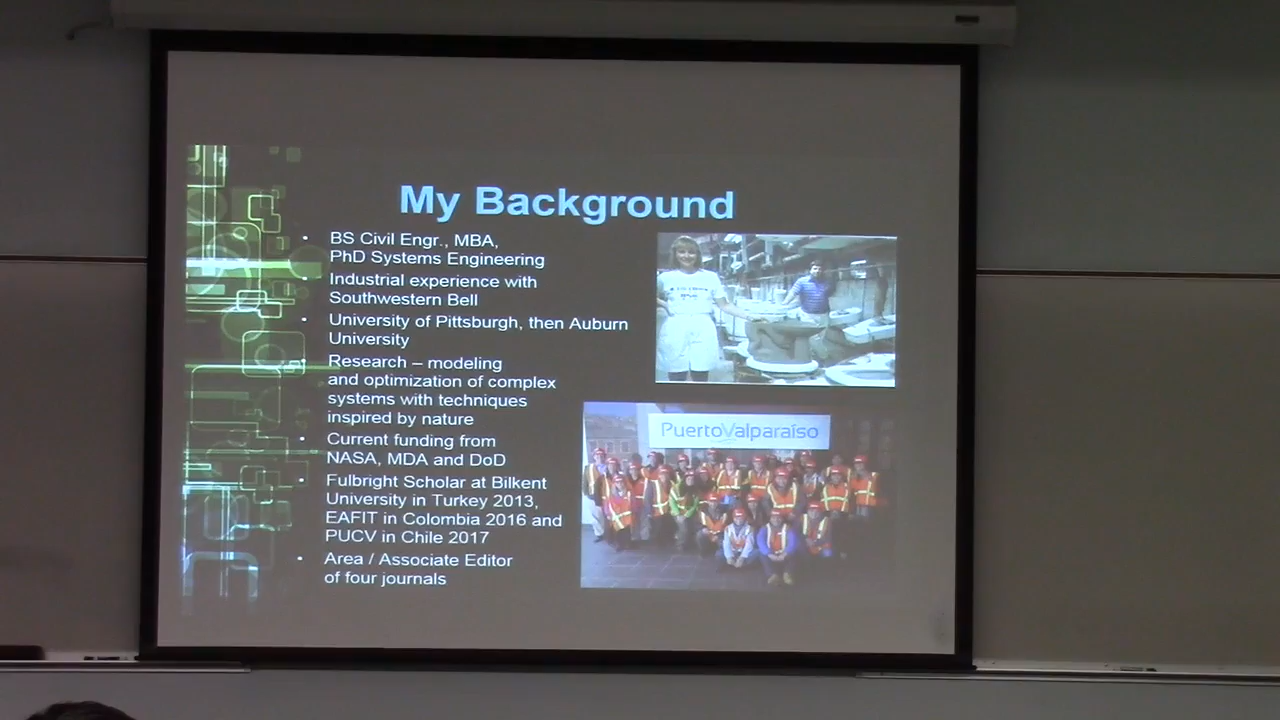 My Background
• BS Civil Engr., MBA,
PhD Systems Engineering
• Industrial experience with
Southwestern Bell
• University of Pittsburgh, then Auburn
University
• Research – modeling
and optimization of complex
systems with techniques
inspired by nature
• Current funding from
NASA, MDA and DoD
• Fulbright Scholar at Bilkent
University in Turkey 2013,
EAFIT in Colombia 2016 and
PUCV in Chile 2017
• Area / Associate Editor
of four journals
PuertoValparaíso